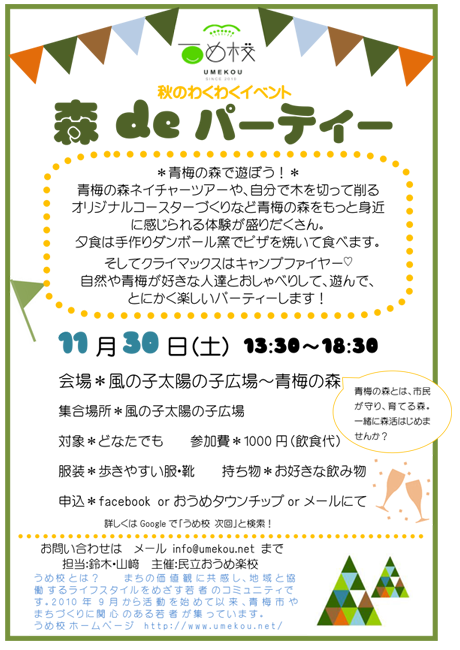 うめ校
UMEKOU
SINCE 2010
秋のわくわくイベント
森 de パーティー
＊青梅の森で遊ぼう！＊
青梅の森ネイチャーツアーや、自分で木を切って削る
オリジナルコースターづくりなど青梅の森をもっと身近
に感じられる体験が盛りだくさん。
夕食は手作りダンボール窯でピザを焼いて食べます。
そしてクライマックスはキャンプファイヤー♡
自然や青梅が好きな人達とおしゃべりして、遊んで、
とにかく楽しいパーティーします！
11月30日(土) 13:30～18:30
会場＊風の子太陽の子広場～青梅の森
青梅の森とは、市民
が守り、育てる森。
一緒に森活はじめま
せんか？
集合場所＊風の子太陽の子広場
対象＊どなたでも 参加費＊1000円（飲食代）
服装＊歩きやすい服・靴 持ち物＊お好きな飲み物
申込＊facebook or おうめタウンチップ or メールにて
詳しくは Google で「うめ校 次回」と検索！
お問い合わせは メール info@umekou.net まで
担当:鈴木・山﨑 主催:民立おうめ楽校
うめ校とは？ まちの価値観に共感し、地域と協
働するライフスタイルをめざす若者のコミュニティで
す。2010年9月から活動を始めて以来、青梅市や
まちづくりに関心のある若者が集っています。
うめ校ホームページ http://www.umekou.net/